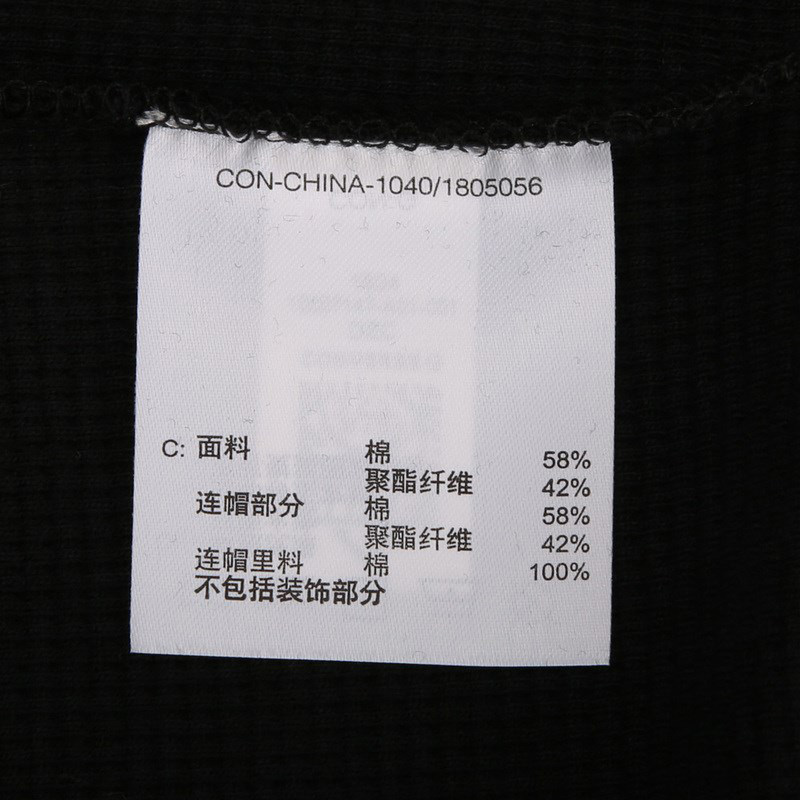 CON-CHINA-1040/1805056
C: 面料 棉 58%
聚酯纤维 42%
连帽部分 棉 58%
聚酯纤维 42%
连帽里料 棉 100%
不包括装饰部分